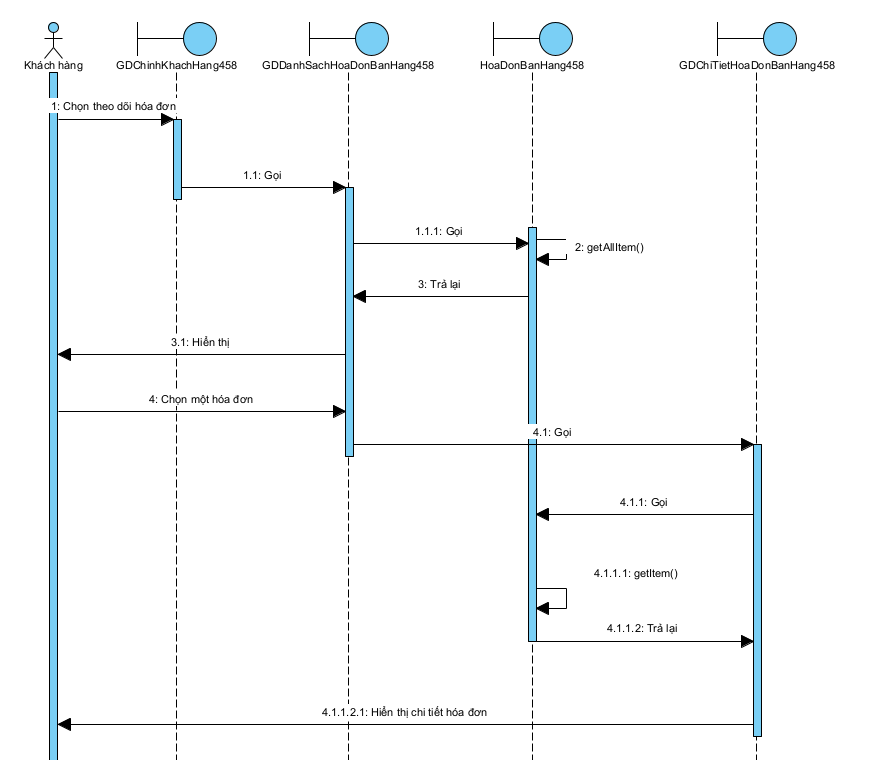 Khách hàng
GDChinhKhachHang458
GDDanhSachHoaDonBanHang458
HoaDonBanHang458
GDChiTietHoaDonBanHang458
1: Chọn theo dõi hóa đơn
1.1: Gọi
1.1.1: Gọi
2: getAllItem()
3: Trả lại
3.1: Hiển thị
4: Chọn một hóa đơn
4.1: Gọi
4.1.1: Gọi
4.1.1.1: getItem()
4.1.1.2: Trả lại
4.1.1.2.1: Hiển thị chi tiết hóa đơn